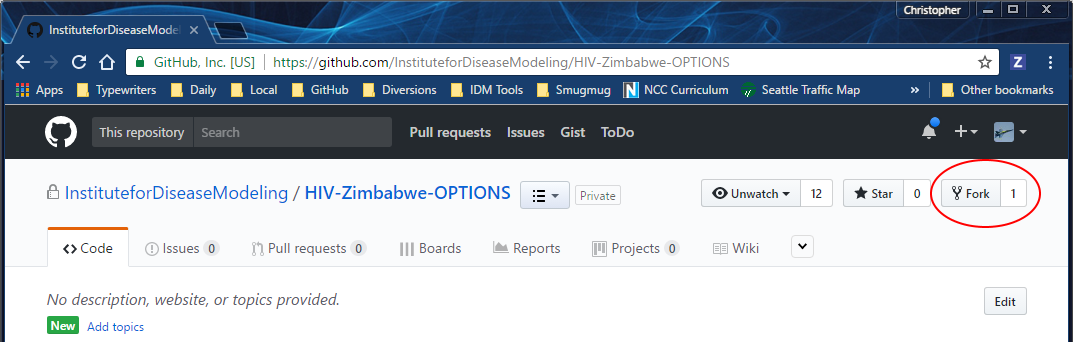 Christopher
InstituteforDiseaseModel
GitHub, Inc. [US] https://github.com/InstituteforDiseaseModeling/HIV-Zimbabwe-OPTIONS Z
Apps Typewriters Daily Local GitHub Diversions IDM Tools Smugmug N NCC Curriculum Seattle Traffic Map » Other bookmarks
This repository Search Pull requests Issues Gist ToDo
InstituteforDiseaseModeling / HIV-Zimbabwe-OPTIONS Private Unwatch 12 Star 0 Fork 1
Code Issues 0 Pull requests 0 Boards Reports Projects 0 Wiki
No description, website, or topics provided. Edit
New Add topics